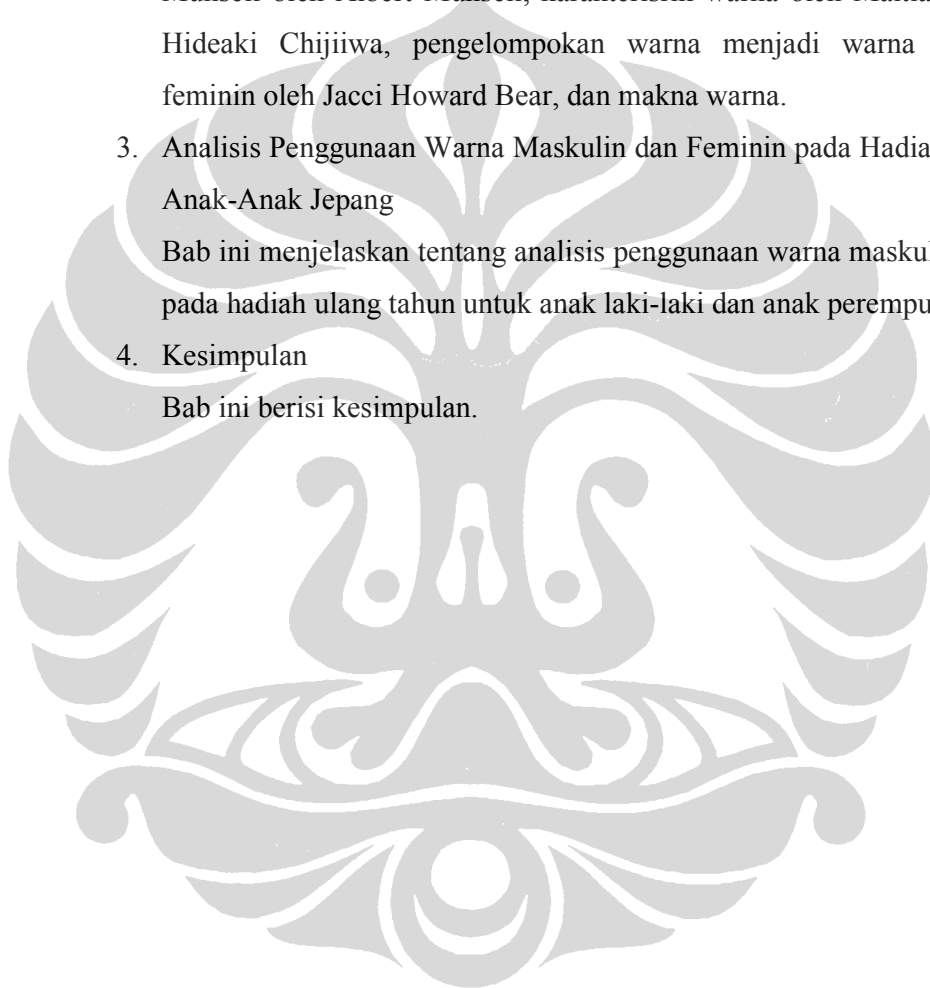 Hideaki Chijiiwa, pengelompokan warna menjadi warna
feminin oleh Jacci Howard Bear, dan makna warna.
3. Analisis Penggunaan Warna Maskulin dan Feminin pada Hadia
Anak-Anak Jepang
Bab ini menjelaskan tentang analisis penggunaan warna masku
pada hadiah ulang tahun untuk anak laki-laki dan anak perempu
4. Kesimpulan
Bab ini berisi kesimpulan.